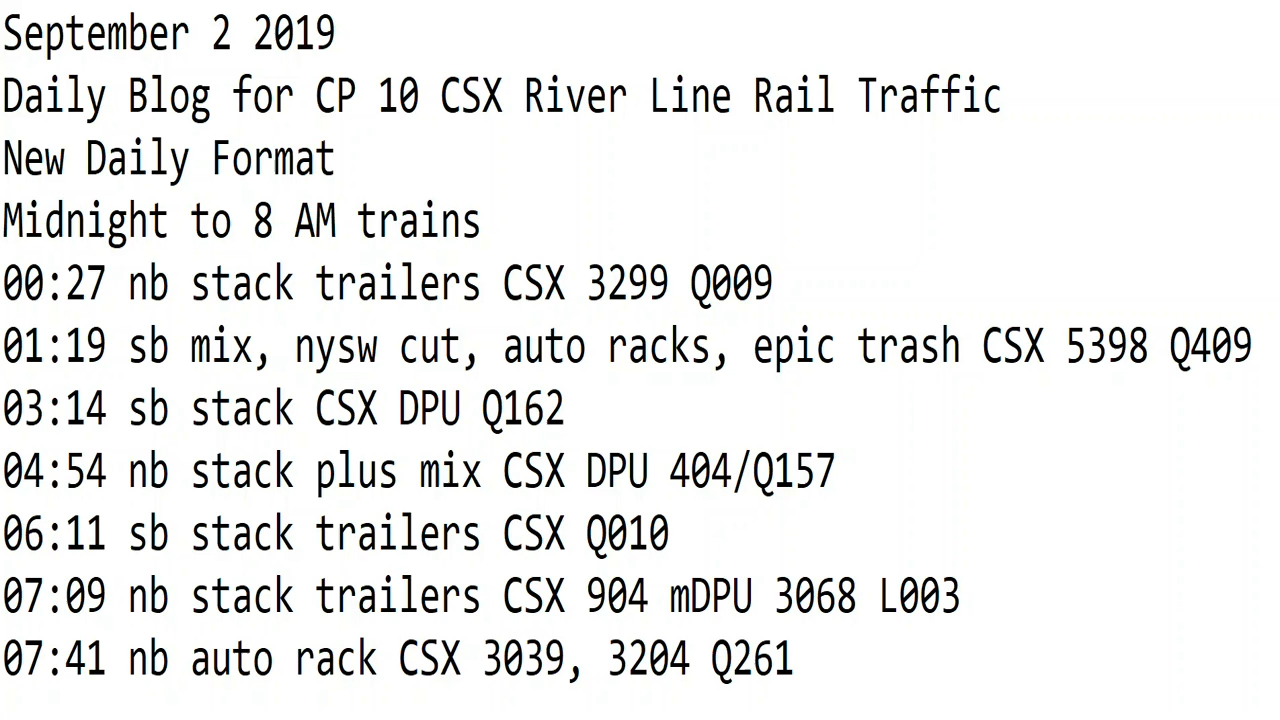 September 2 2019
Daily Blog for CP 10 CSX River Line Rail Traffic
New Daily Format
Midnight to 8 AM trains
00:27 nb stack trailers CSX 3299 Q009
01:19 sb mix, nysw cut, auto racks, epic trash CSX 5398 Q409
03:14 sb stack CSX DPU Q162
04:54 nb stack plus mix CSX DPU 404/Q157
06:11 sb stack trailers CSX Q010
07:09 nb stack trailers CSX 904 mDPU 3068 L003
07:41 nb auto rack CSX 3039, 3204 Q261